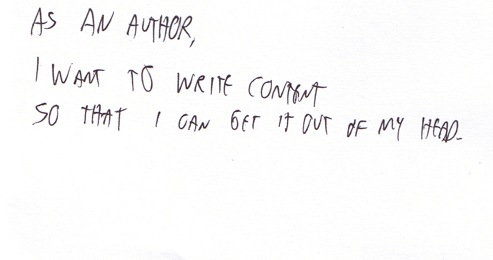 AS AN AUTHOR,
I WANT TO WRITE CONTENT
SO THAT I CAN GET IT OUT OF MY HEAD.